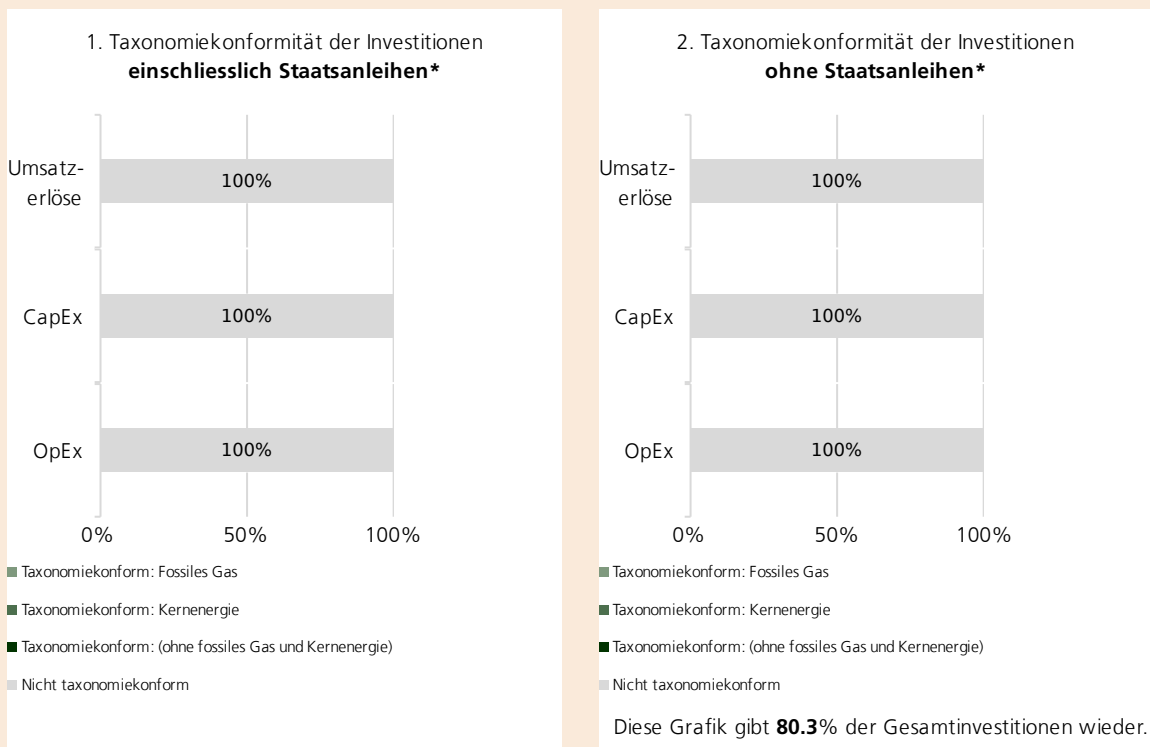 1. Taxonomiekonformität der Investitionen
einschliesslich Staatsanleihen*
Umsatz-
erlöse
100%
CapEx
100%
OpEx
100%
0% 50% 100%
Taxonomiekonform: Fossiles Gas
Taxonomiekonform: Kernenergie
Taxonomiekonform: (ohne fossiles Gas und Kernenergie)
Nicht taxonomiekonform
2. Taxonomiekonformität der Investitionen
ohne Staatsanleihen*
Umsatz-
erlöse
100%
CapEx
100%
OpEx
100%
0% 50% 100%
Taxonomiekonform: Fossiles Gas
Taxonomiekonform: Kernenergie
Taxonomiekonform: (ohne fossiles Gas und Kernenergie)
Nicht taxonomiekonform
Diese Grafik gibt 80.3% der Gesamtinvestitionen wieder.